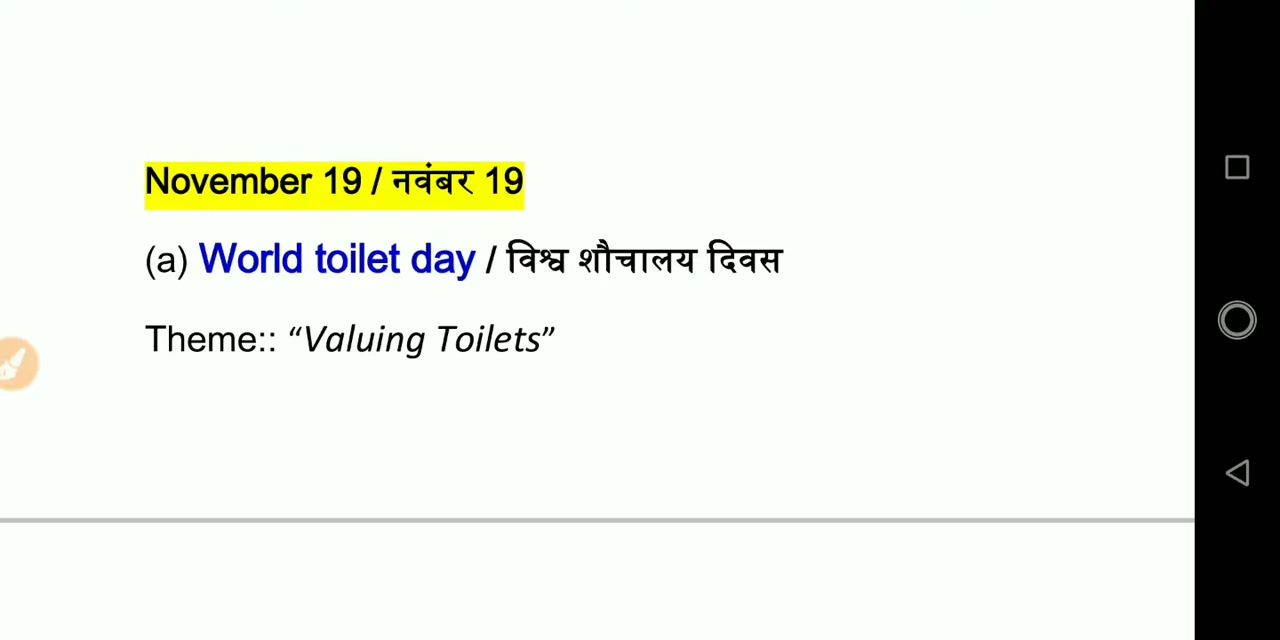 November 19 / नवंबर 19
(a) World toilet day / विश्व शौचालय दिवस
Theme:: “Valuing Toilets”